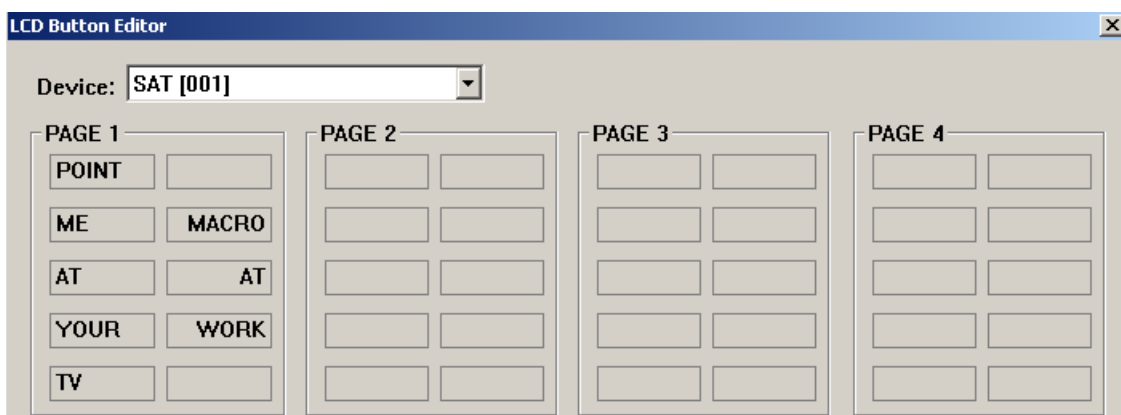 LCD Button Editor
Device: SAT [001]
PAGE 1 PAGE 2 PAGE 3 PAGE 4
POINT
ME MACRO
AT AT
YOUR WORK
TV